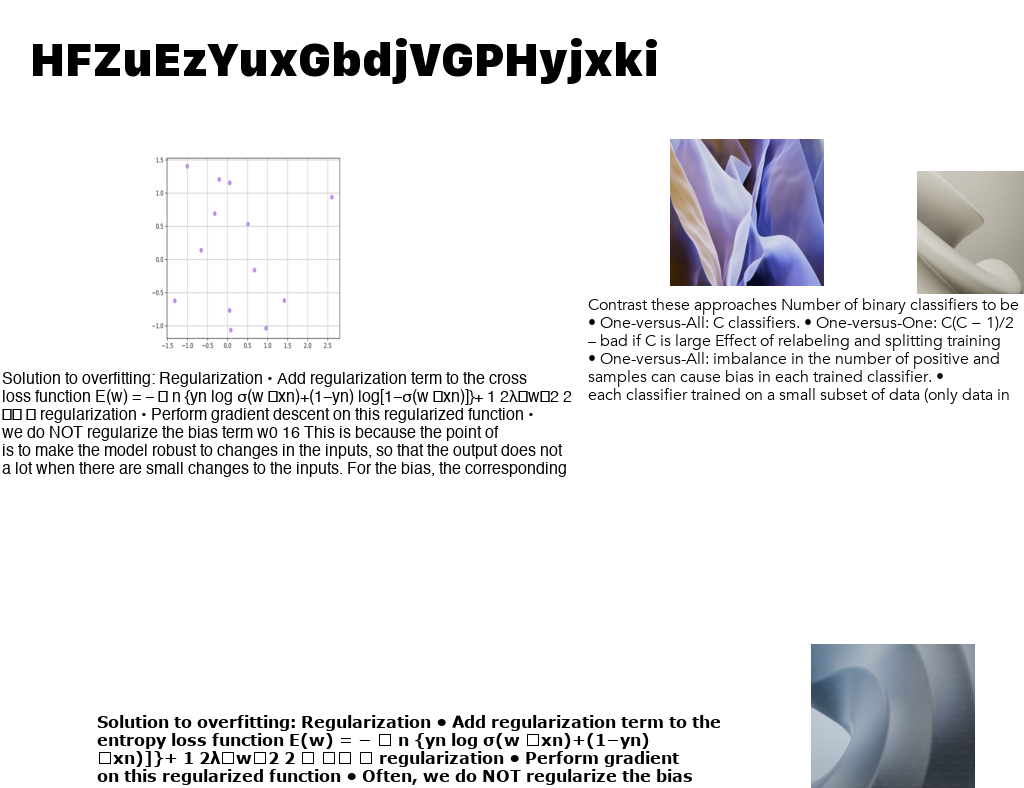 HFZuEzYuxGbdjVGPHyjxki
1.5
1.0
0.5
0.0
−0.5
−1.0
−1.5 −1.0 −0.5 0.0 0.5 1.0 1.5 2.0 2.5
Solution to overfitting: Regularization • Add regularization term to the cross
loss function E(w) = – □ n {yn log σ(w □xn)+(1–yn) log[1–σ(w □xn)]}+ 1 2λ□w□2 2
□□ □ regularization • Perform gradient descent on this regularized function •
we do NOT regularize the bias term w0 16 This is because the point of
is to make the model robust to changes in the inputs, so that the output does not
a lot when there are small changes to the inputs. For the bias, the corresponding
Contrast these approaches Number of binary classifiers to be
• One-versus-All: C classifiers. • One-versus-One: C(C − 1)/2
– bad if C is large Effect of relabeling and splitting training
• One-versus-All: imbalance in the number of positive and
samples can cause bias in each trained classifier. •
each classifier trained on a small subset of data (only data in
Solution to overfitting: Regularization • Add regularization term to the
entropy loss function E(w) = − □ n {yn log σ(w □xn)+(1−yn)
□xn)]}+ 1 2λ□w□2 2 □ □□ □ regularization • Perform gradient
on this regularized function • Often, we do NOT regularize the bias